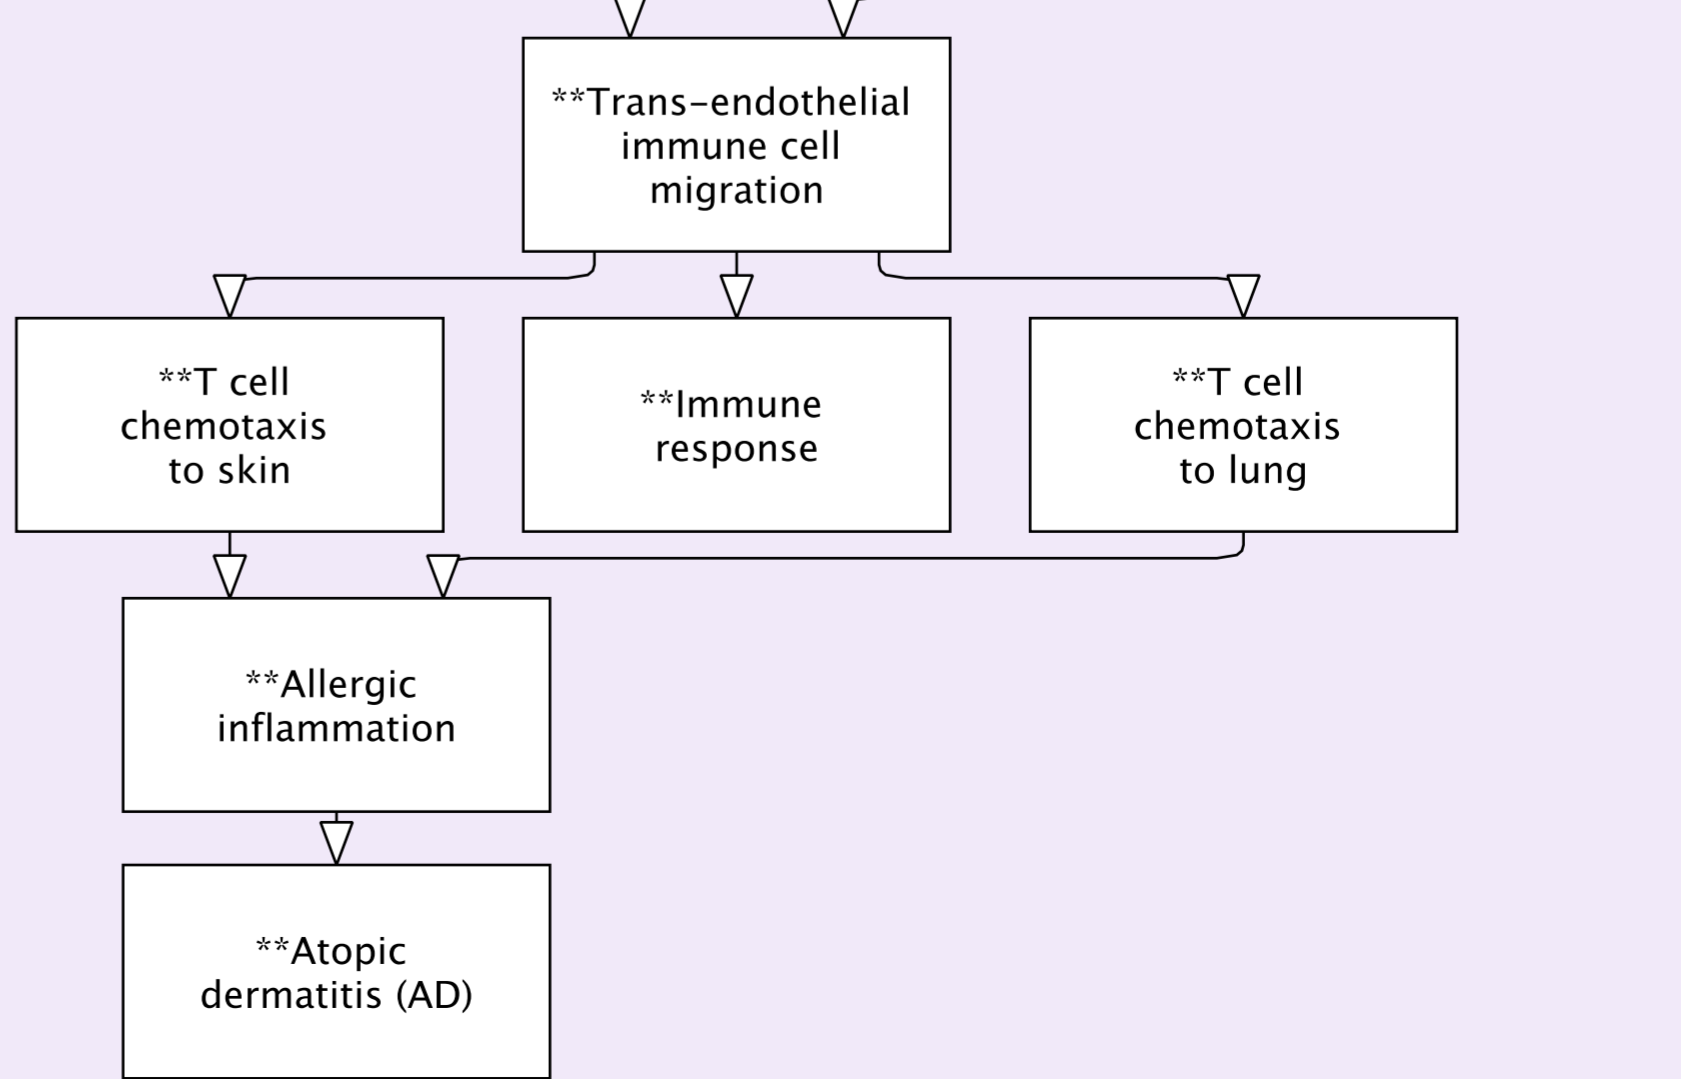 **Trans-endothelial
immune cell
migration
**T cell
chemotaxis
to skin
**Immune
response
**T cell
chemotaxis
to lung
**Allergic
inflammation
**Atopic
dermatitis (AD)